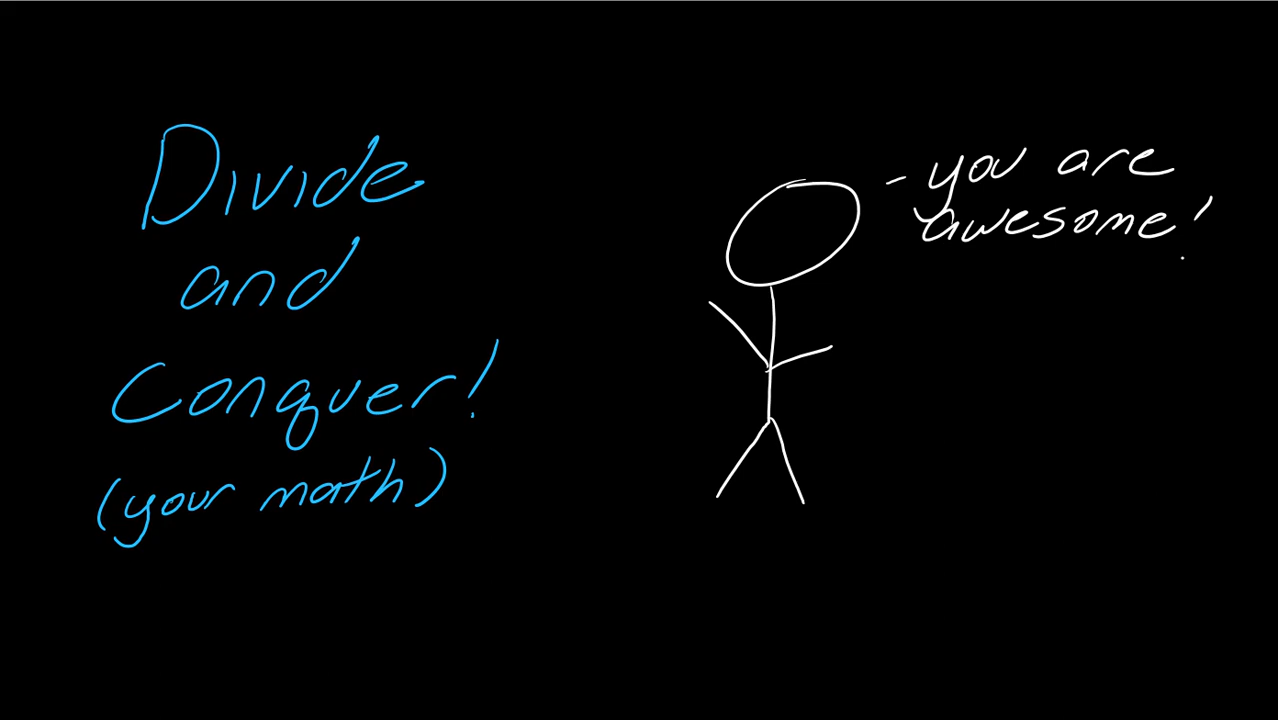 Divide
and
Conquer!
(your math)
- you are
awesome!